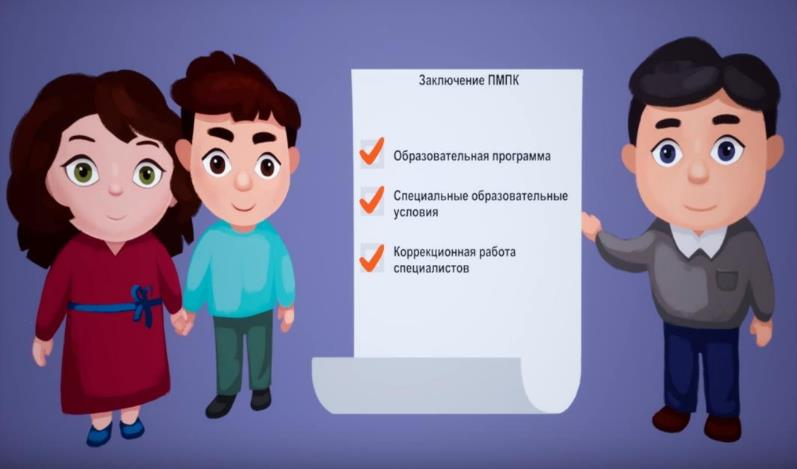 Заключение ПМПК
Образовательная программа
Специальные образовательные
условия
Коррекционная работа
специалистов